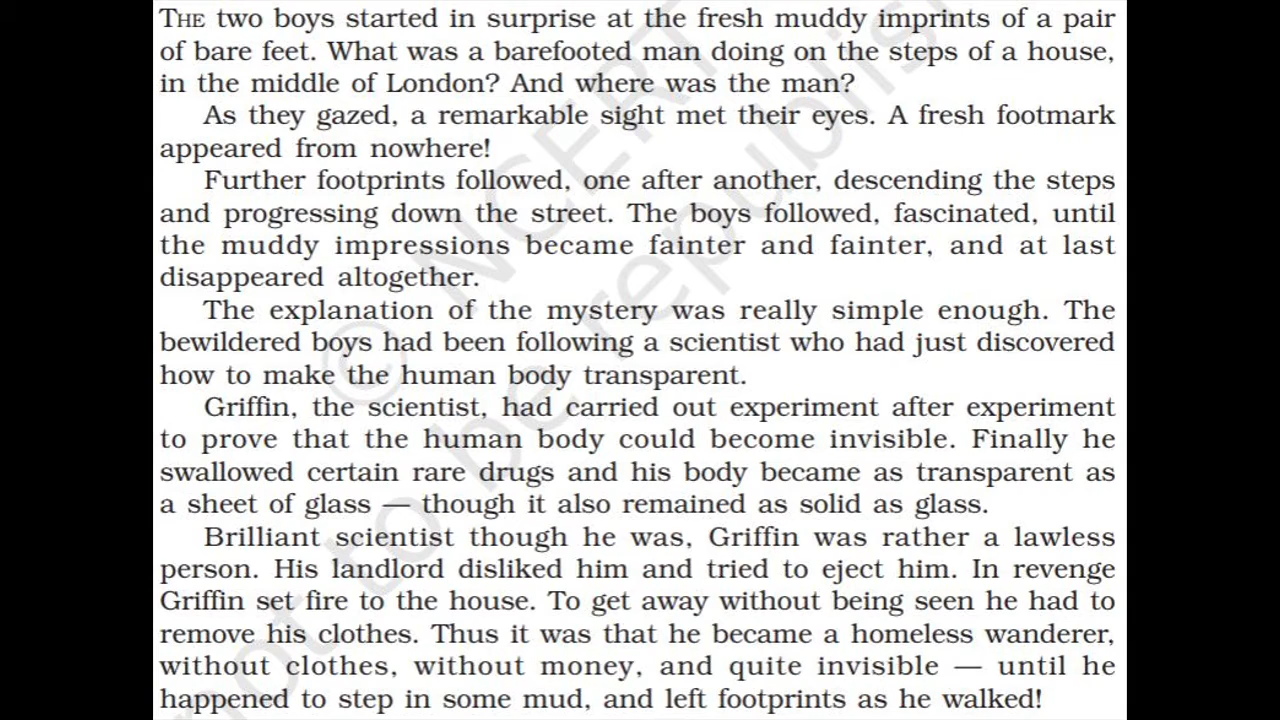 THE two boys started in surprise at the fresh muddy imprints of a pair
of bare feet. What was a barefooted man doing on the steps of a house,
in the middle of London? And where was the man?
As they gazed, a remarkable sight met their eyes. A fresh footmark
appeared from nowhere!
Further footprints followed, one after another, descending the steps
and progressing down the street. The boys followed, fascinated, until
the muddy impressions became fainter and fainter, and at last
disappeared altogether.
The explanation of the mystery was really simple enough. The
bewildered boys had been following a scientist who had just discovered
how to make the human body transparent.
Griffin, the scientist, had carried out experiment after experiment
to prove that the human body could become invisible. Finally he
swallowed certain rare drugs and his body became as transparent as
a sheet of glass — though it also remained as solid as glass.
Brilliant scientist though he was, Griffin was rather a lawless
person. His landlord disliked him and tried to eject him. In revenge
Griffin set fire to the house. To get away without being seen he had to
remove his clothes. Thus it was that he became a homeless wanderer,
without clothes, without money, and quite invisible — until he
happened to step in some mud, and left footprints as he walked!
© NCERT
not to be republis